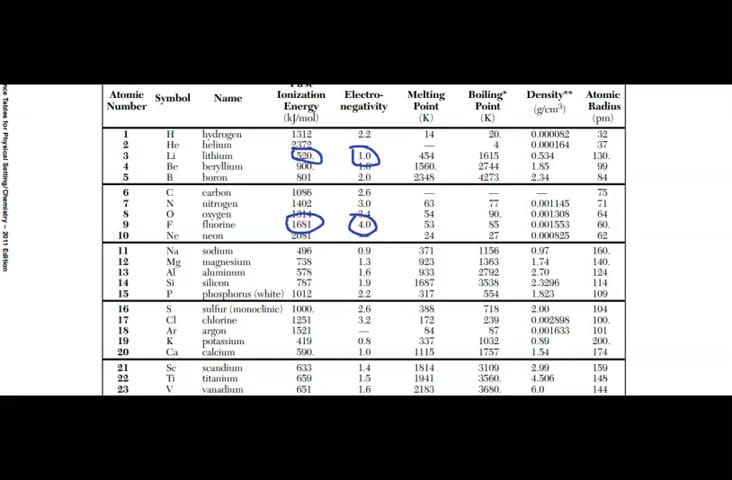 ce Tables for Physical Setting/Chemistry – 2011 Edition
Atomic Number Symbol Name First Ionization Energy (kJ/mol) Electro-negativity Melting Point (K) Boiling* Point (K) Density** (g/cm3) Atomic Radius (pm)
1 H hydrogen 1312 2.2 14 20. 0.000082 32
2 He helium 2372 — — 4 0.000164 37
3 Li lithium 520. 1.0 454 1615 0.534 130.
4 Be beryllium 900. 1.6 1560. 2744 1.85 99
5 B boron 801 2.0 2348 4273 2.34 84
6 C carbon 1086 2.6 — — — 75
7 N nitrogen 1402 3.0 63 77 0.001145 71
8 O oxygen 1314 3.4 54 90. 0.001308 64
9 F fluorine 1681 4.0 53 85 0.001553 60.
10 Ne neon 2081 24 27 0.000825 62
11 Na sodium 496 0.9 371 1156 0.97 160.
12 Mg magnesium 738 1.3 923 1363 1.74 140.
13 Al aluminum 578 1.6 933 2792 2.70 124
14 Si silicon 787 1.9 1687 3538 2.3296 114
15 P phosphorus (white) 1012 2.2 317 554 1.823 109
16 S sulfur (monoclinic) 1000. 2.6 388 718 2.00 104
17 Cl chlorine 1251 3.2 172 239 0.002898 100.
18 Ar argon 1521 — 84 87 0.001633 101
19 K potassium 419 0.8 337 1032 0.89 200.
20 Ca calcium 590. 1.0 1115 1757 1.54 174
21 Sc scandium 633 1.4 1814 3109 2.99 159
22 Ti titanium 659 1.5 1941 3560. 4.506 148
23 V vanadium 651 1.6 2183 3680. 6.0 144